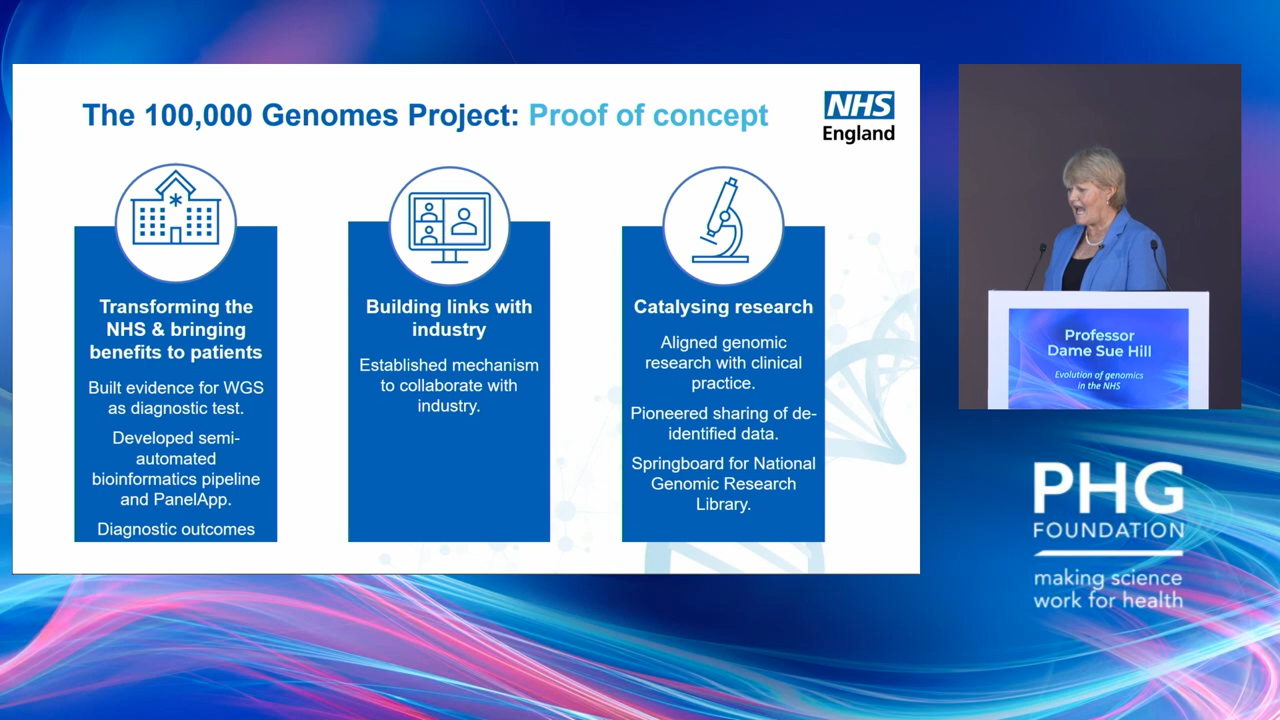 The 100,000 Genomes Project: Proof of concept
NHS
England
Transforming the
NHS & bringing
benefits to patients
Built evidence for WGS
as diagnostic test.
Developed semi-
automated
bioinformatics pipeline
and PanelApp.
Diagnostic outcomes
Building links with
industry
Established mechanism
to collaborate with
industry.
Catalysing research
Aligned genomic
research with clinical
practice.
Pioneered sharing of de-
identified data.
Springboard for National
Genomic Research
Library.
Professor
Dame Sue Hill
Evolution of genomics
in the NHS
PHG
FOUNDATION
making science
work for health